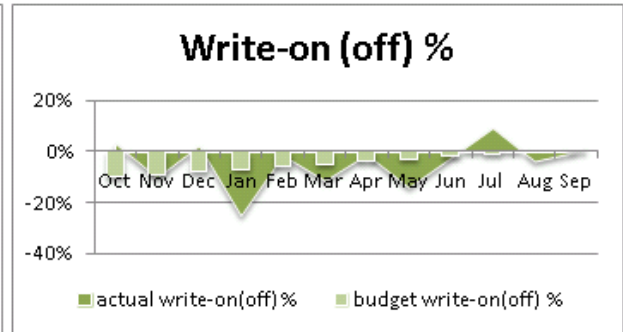 Write-on (off) %
20%
0%
Oct Nov Dec Jan Feb Mar Apr May Jun Jul Aug Sep
-20%
-40%
actual write-on(off) % budget write-on(off) %